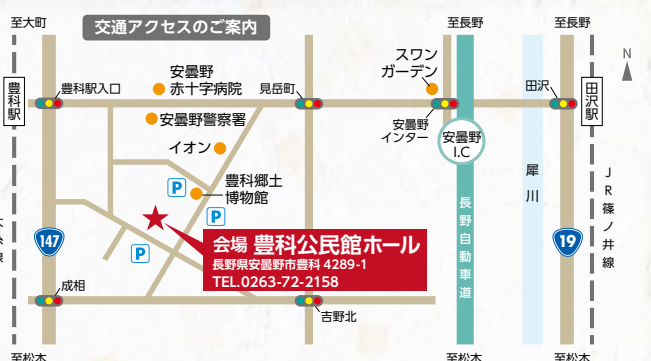 交通アクセスのご案内
至大町
至長野
至長野
N
豊科駅
豊科駅入口
安曇野
赤十字病院
見岳町
スワン
ガーデン
安曇野
インター
安曇野
I.C
田沢
田沢駅
安曇野警察署
イオン
P
豊科郷土
博物館
P
P
会場 豊科公民館ホール
長野県安曇野市豊科 4289-1
TEL.0263-72-2158
147
19
長野自動車道
犀川
JR篠ノ井線
成相
吉野北
至松本
至松本
至松本